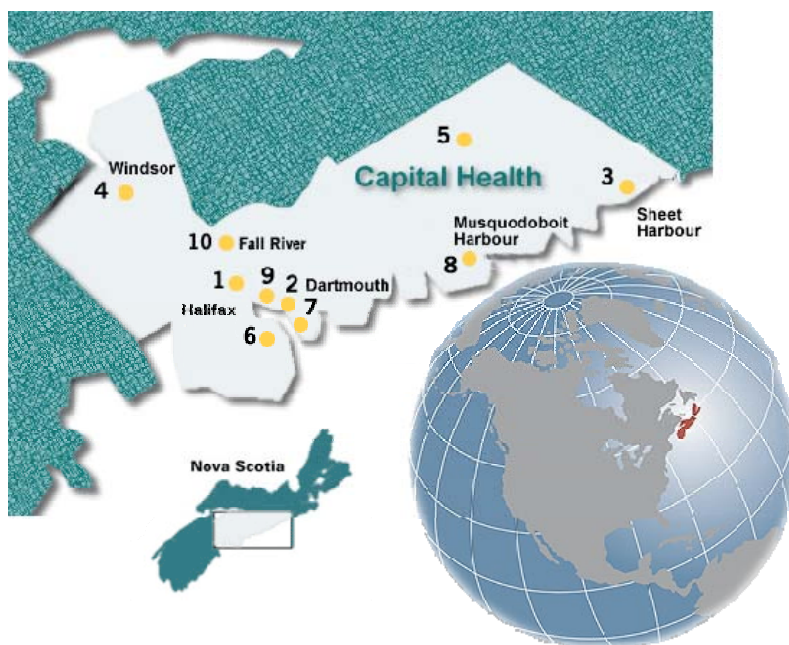 5
Windsor
Capital Health
3
4
Sheet
Harbour
Musquodoboit
Harbour
10 Fall River
8
1
9
2
Dartmouth
Halifax
7
6
Nova Scotia